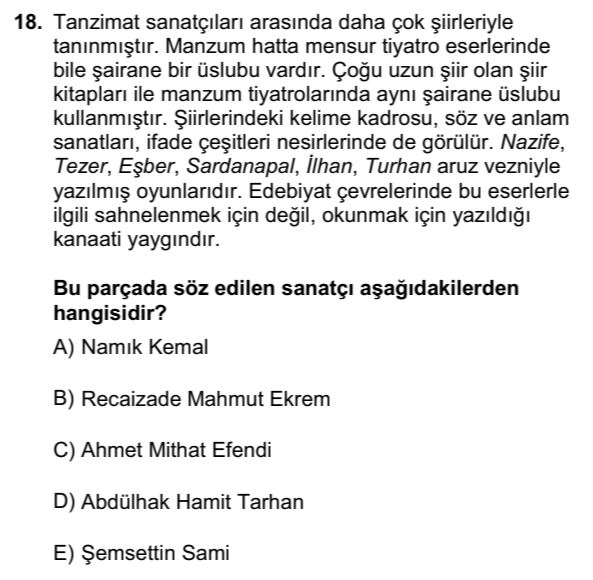 18. Tanzimat sanatçıları arasında daha çok şiirleriyle
tanınmıştır. Manzum hatta mensur tiyatro eserlerinde
bile şairane bir üslubu vardır. Çoğu uzun şiir olan şiir
kitapları ile manzum tiyatrolarında aynı şairane üslubu
kullanmıştır. Şiirlerindeki kelime kadrosu, söz ve anlam
sanatları, ifade çeşitleri nesirlerinde de görülür. Nazife,
Tezer, Eşber, Sardanapal, İlhan, Turhan aruz vezniyle
yazılmış oyunlarıdır. Edebiyat çevrelerinde bu eserlerle
ilgili sahnelenmek için değil, okunmak için yazıldığı
kanaati yaygındır.
Bu parçada söz edilen sanatçı aşağıdakilerden
hangisidir?
A) Namık Kemal
B) Recaizade Mahmut Ekrem
C) Ahmet Mithat Efendi
D) Abdülhak Hamit Tarhan
E) Şemsettin Sami